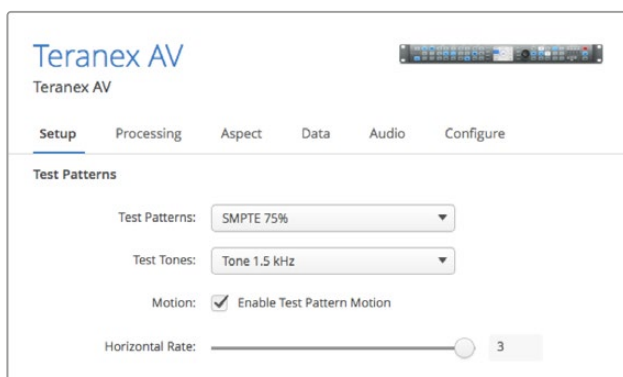 Teranex AV
Teranex AV
Setup Processing Aspect Data Audio Configure
Test Patterns
Test Patterns: SMPTE 75%
Test Tones: Tone 1.5 kHz
Motion: Enable Test Pattern Motion
Horizontal Rate: 3